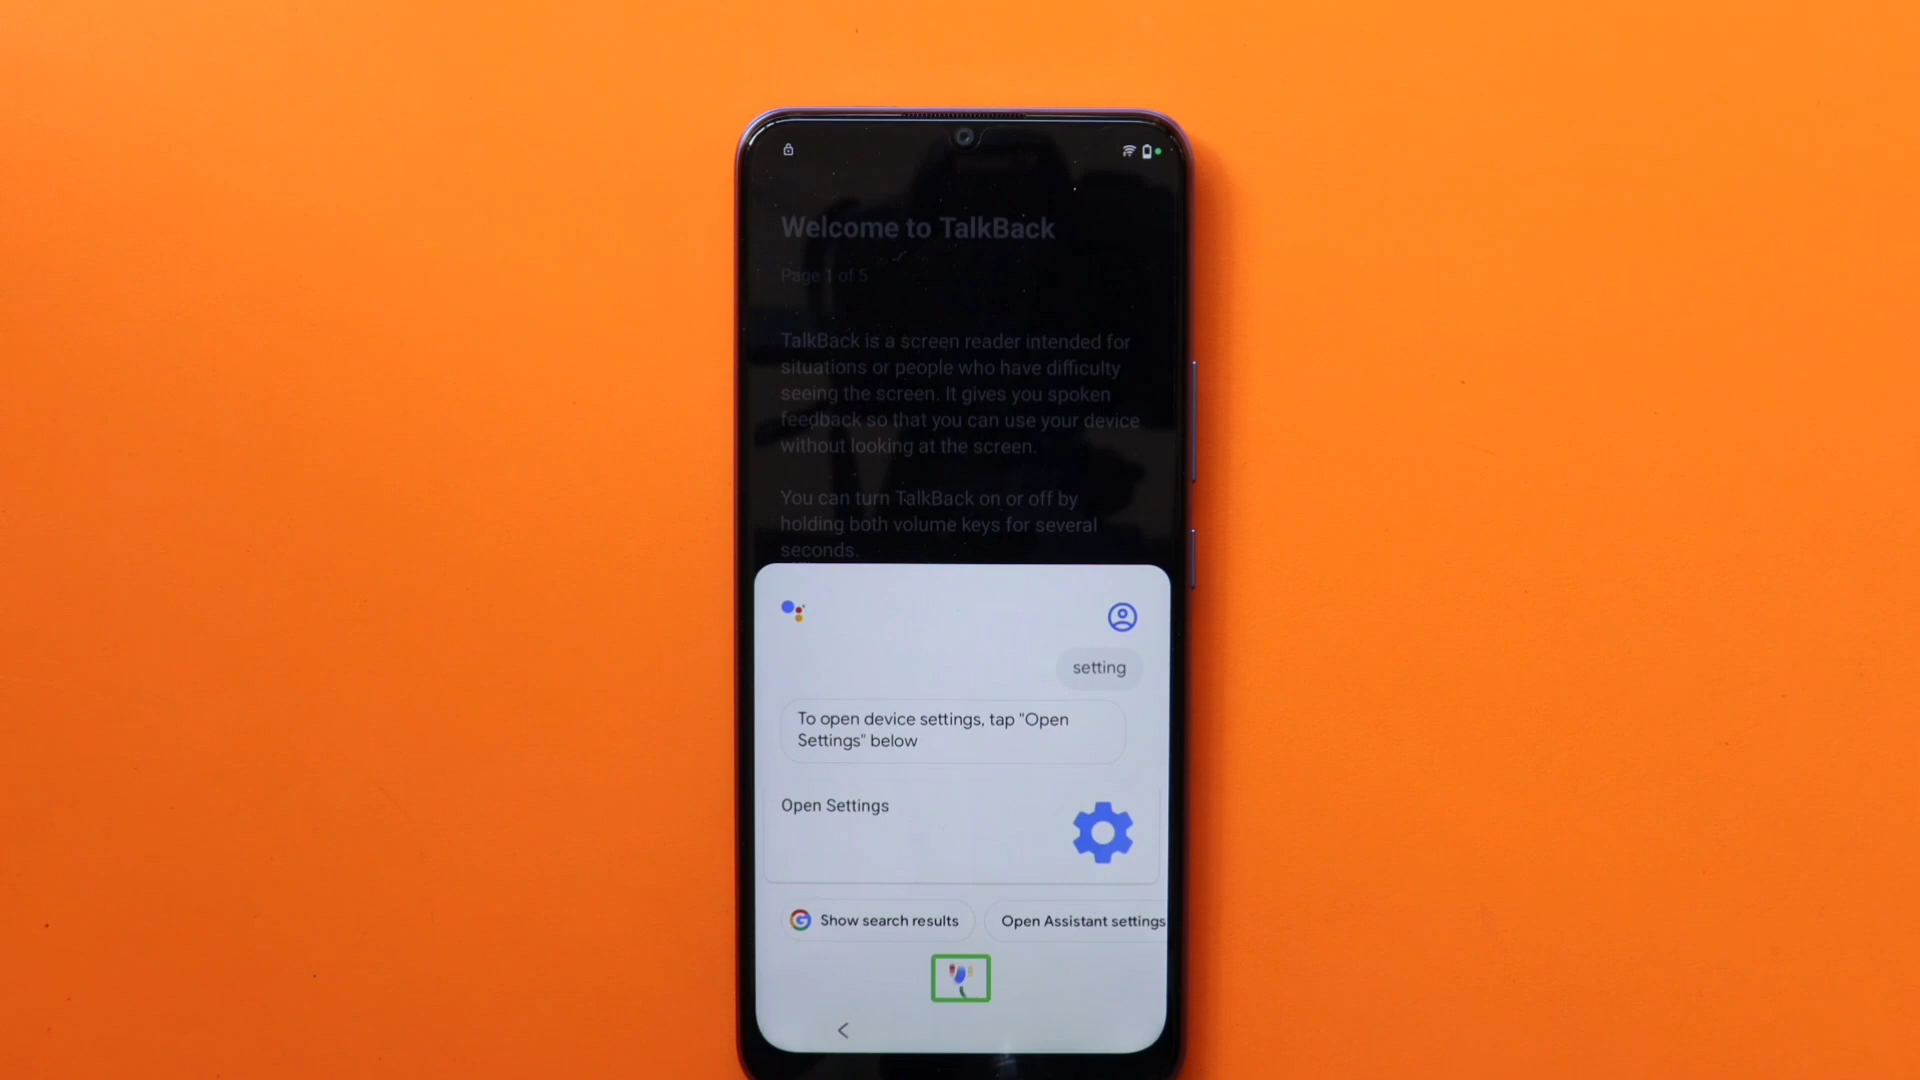 Welcome to TalkBack
Page 1 of 5
TalkBack is a screen reader intended for
situations or people who have difficulty
seeing the screen. It gives you spoken
feedback so that you can use your device
without looking at the screen.
You can turn TalkBack on or off by
holding both volume keys for several
seconds.
setting
To open device settings, tap "Open
Settings" below
Open Settings
Show search results
Open Assistant settings